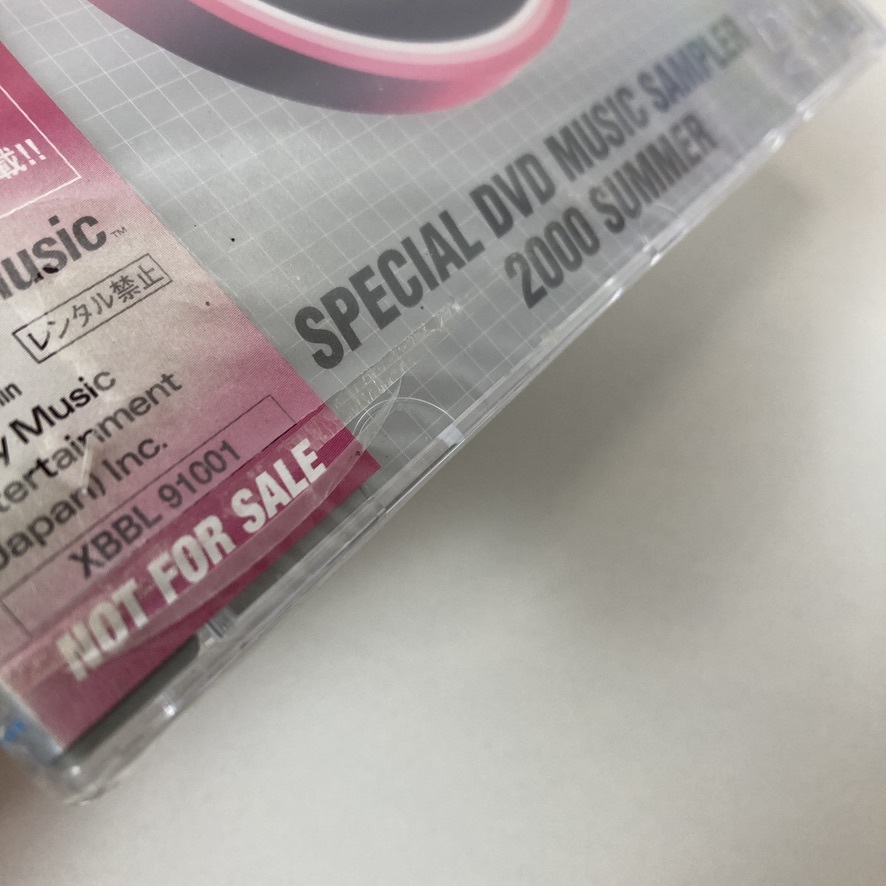 載!!
Music™
レンタル禁止
Music
tertainment
Japan) Inc.
XBBL 91001
NOT FOR SALE
SPECIAL DVD MUSIC SAMPLER
2000 SUMMER